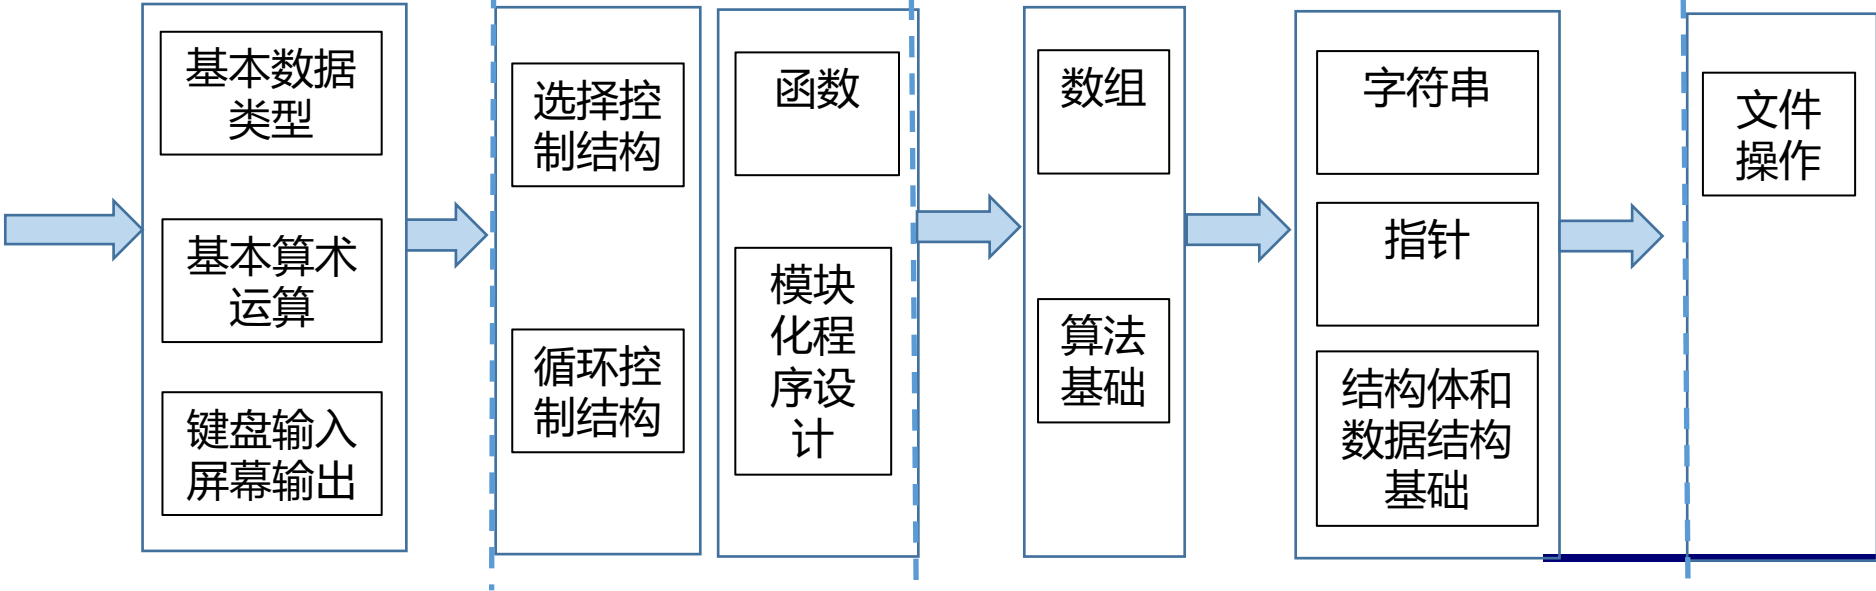 基本数据
类型
基本算术
运算
键盘输入
屏幕输出
选择控
制结构
循环控
制结构
函数
模块
化程
序设
计
数组
算法
基础
字符串
指针
结构体和
数据结构
基础
文件
操作